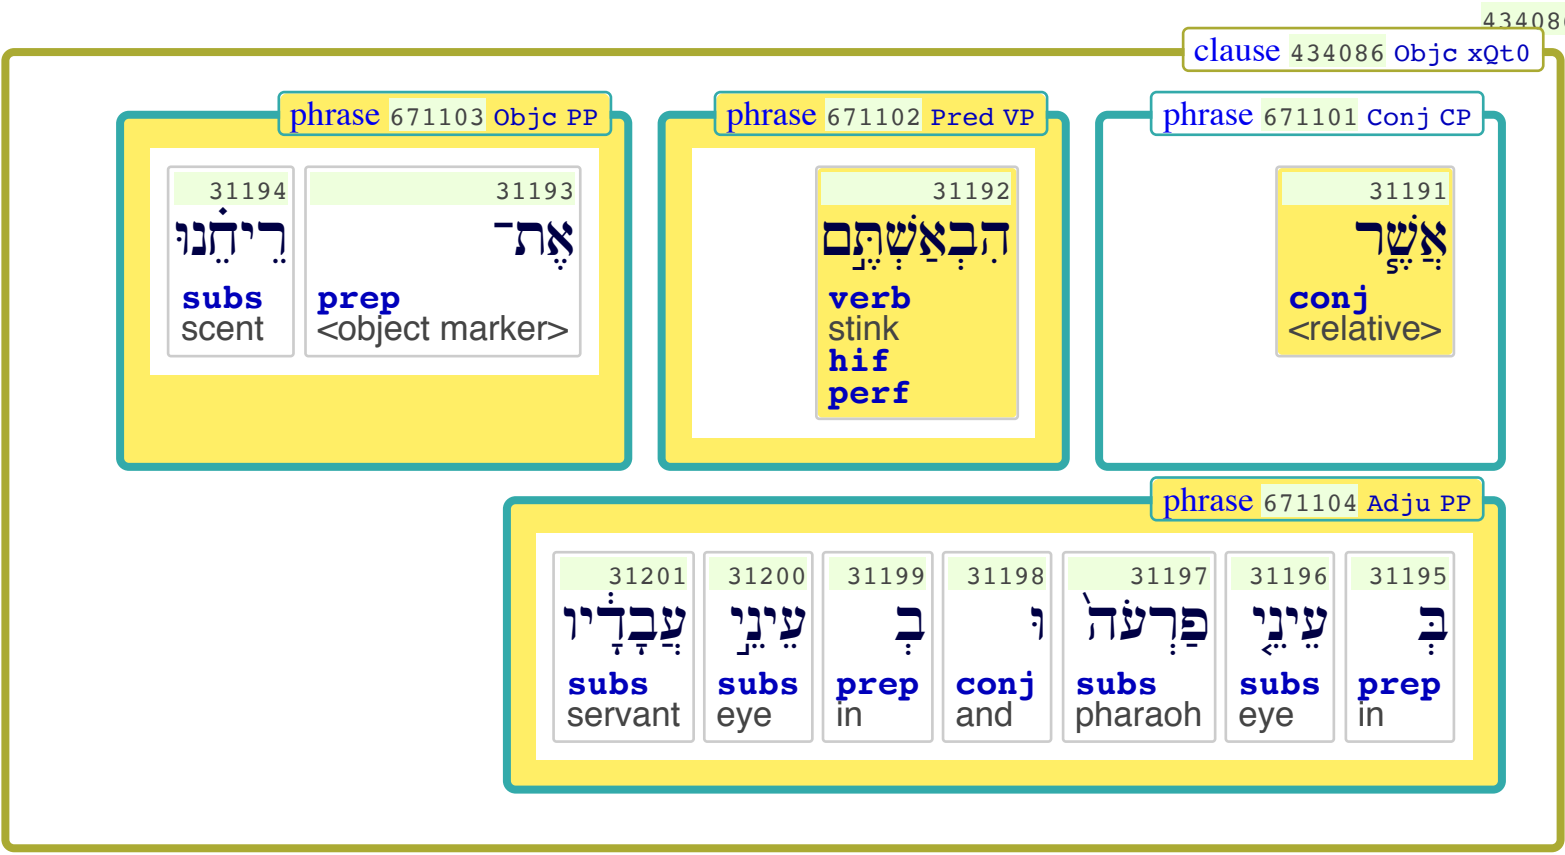 43408
clause 434086 Objc xQt0
phrase 671101 Conj CP
31191
אֲשֶׁ֧ר
conj
<relative>
phrase 671102 Pred VP
31192
הִבְאַשְׁתֶּ֣ם
verb
stink
hif
perf
phrase 671103 Objc PP
31193
אֶת־
prep
<object marker>
31194
רֵיחֵ֗נוּ
subs
scent
phrase 671104 Adju PP
31195
בְּ
prep
in
31196
עֵינֵ֤י
subs
eye
31197
פַרְעֹה֙
subs
pharaoh
31198
וּ
conj
and
31199
בְ
prep
in
31200
עֵינֵ֣י
subs
eye
31201
עֲבָדָ֔יו
subs
servant